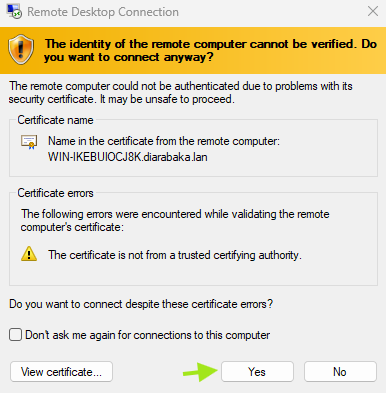 Remote Desktop Connection
The identity of the remote computer cannot be verified. Do
you want to connect anyway?
The remote computer could not be authenticated due to problems with its
security certificate. It may be unsafe to proceed.
Certificate name
Name in the certificate from the remote computer:
WIN-IKEBUIOCJ8K.diarabaka.lan
Certificate errors
The following errors were encountered while validating the remote
computer's certificate:
The certificate is not from a trusted certifying authority.
Do you want to connect despite these certificate errors?
Don't ask me again for connections to this computer
View certificate... Yes No